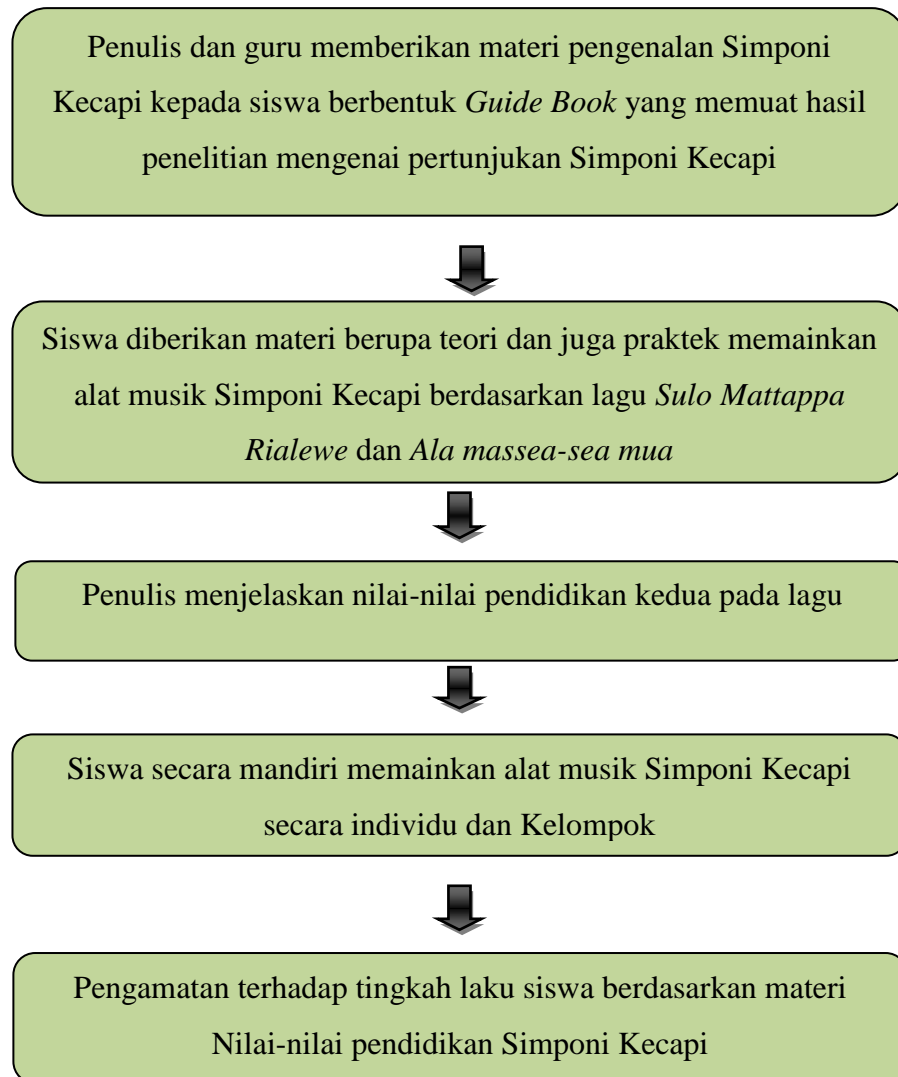 Penulis dan guru memberikan materi pengenalan Simponi
Kecapi kepada siswa berbentuk Guide Book yang memuat hasil
penelitian mengenai pertunjukan Simponi Kecapi
Siswa diberikan materi berupa teori dan juga praktek memainkan
alat musik Simponi Kecapi berdasarkan lagu Sulo Mattappa
Rialewe dan Ala massea-sea mua
Penulis menjelaskan nilai-nilai pendidikan kedua pada lagu
Siswa secara mandiri memainkan alat musik Simponi Kecapi
secara individu dan Kelompok
Pengamatan terhadap tingkah laku siswa berdasarkan materi
Nilai-nilai pendidikan Simponi Kecapi